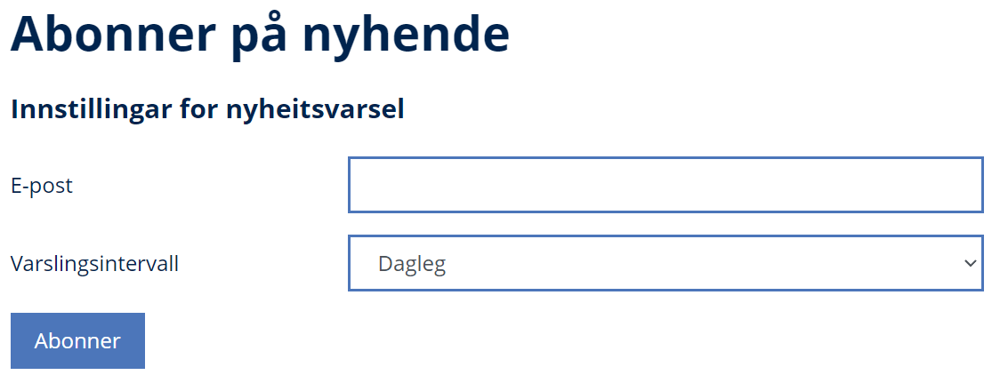 Abonner på nyhende
Innstillingar for nyheitsvarsel
E-post
Varslingsintervall
Dagleg
Abonner